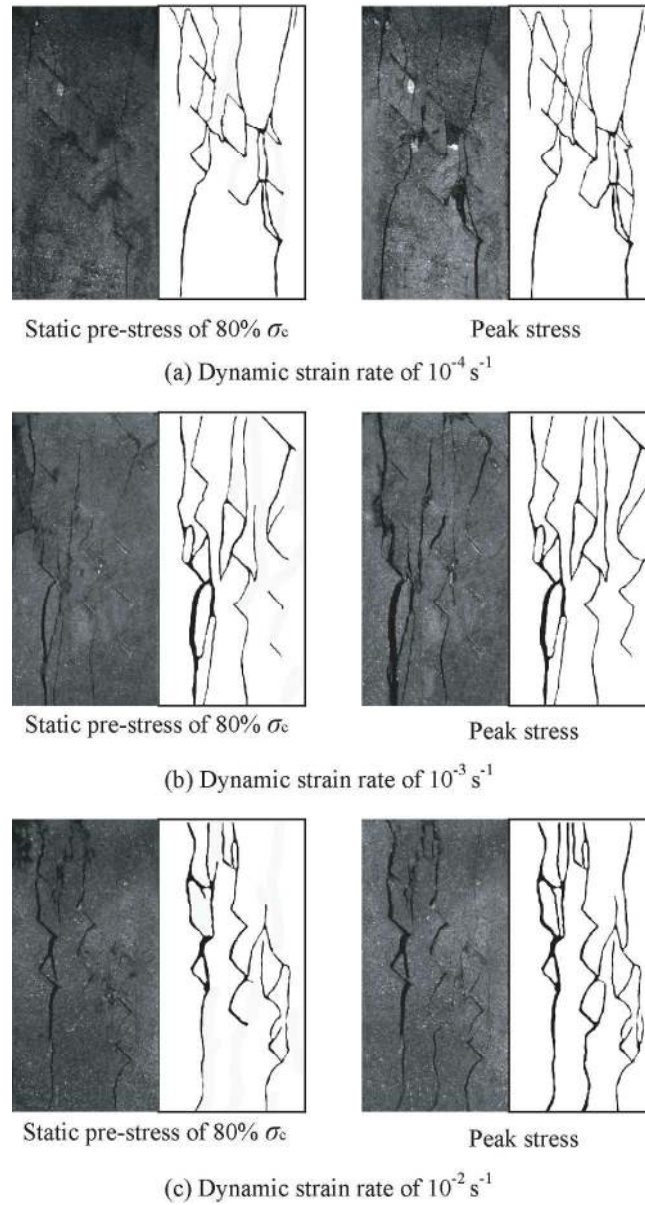 Static pre-stress of 80% σc
Peak stress
(a) Dynamic strain rate of 10⁻⁴ s⁻¹
Static pre-stress of 80% σc
Peak stress
(b) Dynamic strain rate of 10⁻³ s⁻¹
Static pre-stress of 80% σc
Peak stress
(c) Dynamic strain rate of 10⁻² s⁻¹